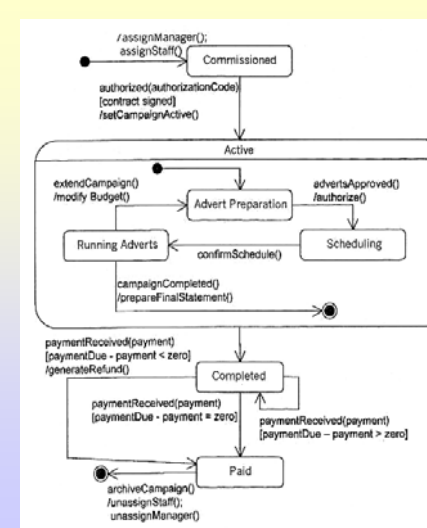 /assignManager();
assignStaff()
Commissioned
authorized(authorizationCode)
[contract signed]
/setCampaignActive()
Active
extendCampaign()
/modify Budget()
Advert Preparation
advertsApproved()
/authorize()
Running Adverts
confirmSchedule()
Scheduling
campaignCompleted()
/prepareFinalStatement()
paymentReceived(payment)
[paymentDue - payment < zero]
/generateRefund()
Completed
paymentReceived(payment)
[paymentDue - payment = zero]
paymentReceived(payment)
[paymentDue – payment > zero]
Paid
archiveCampaign()
/unassignStaff();
unassignManager()